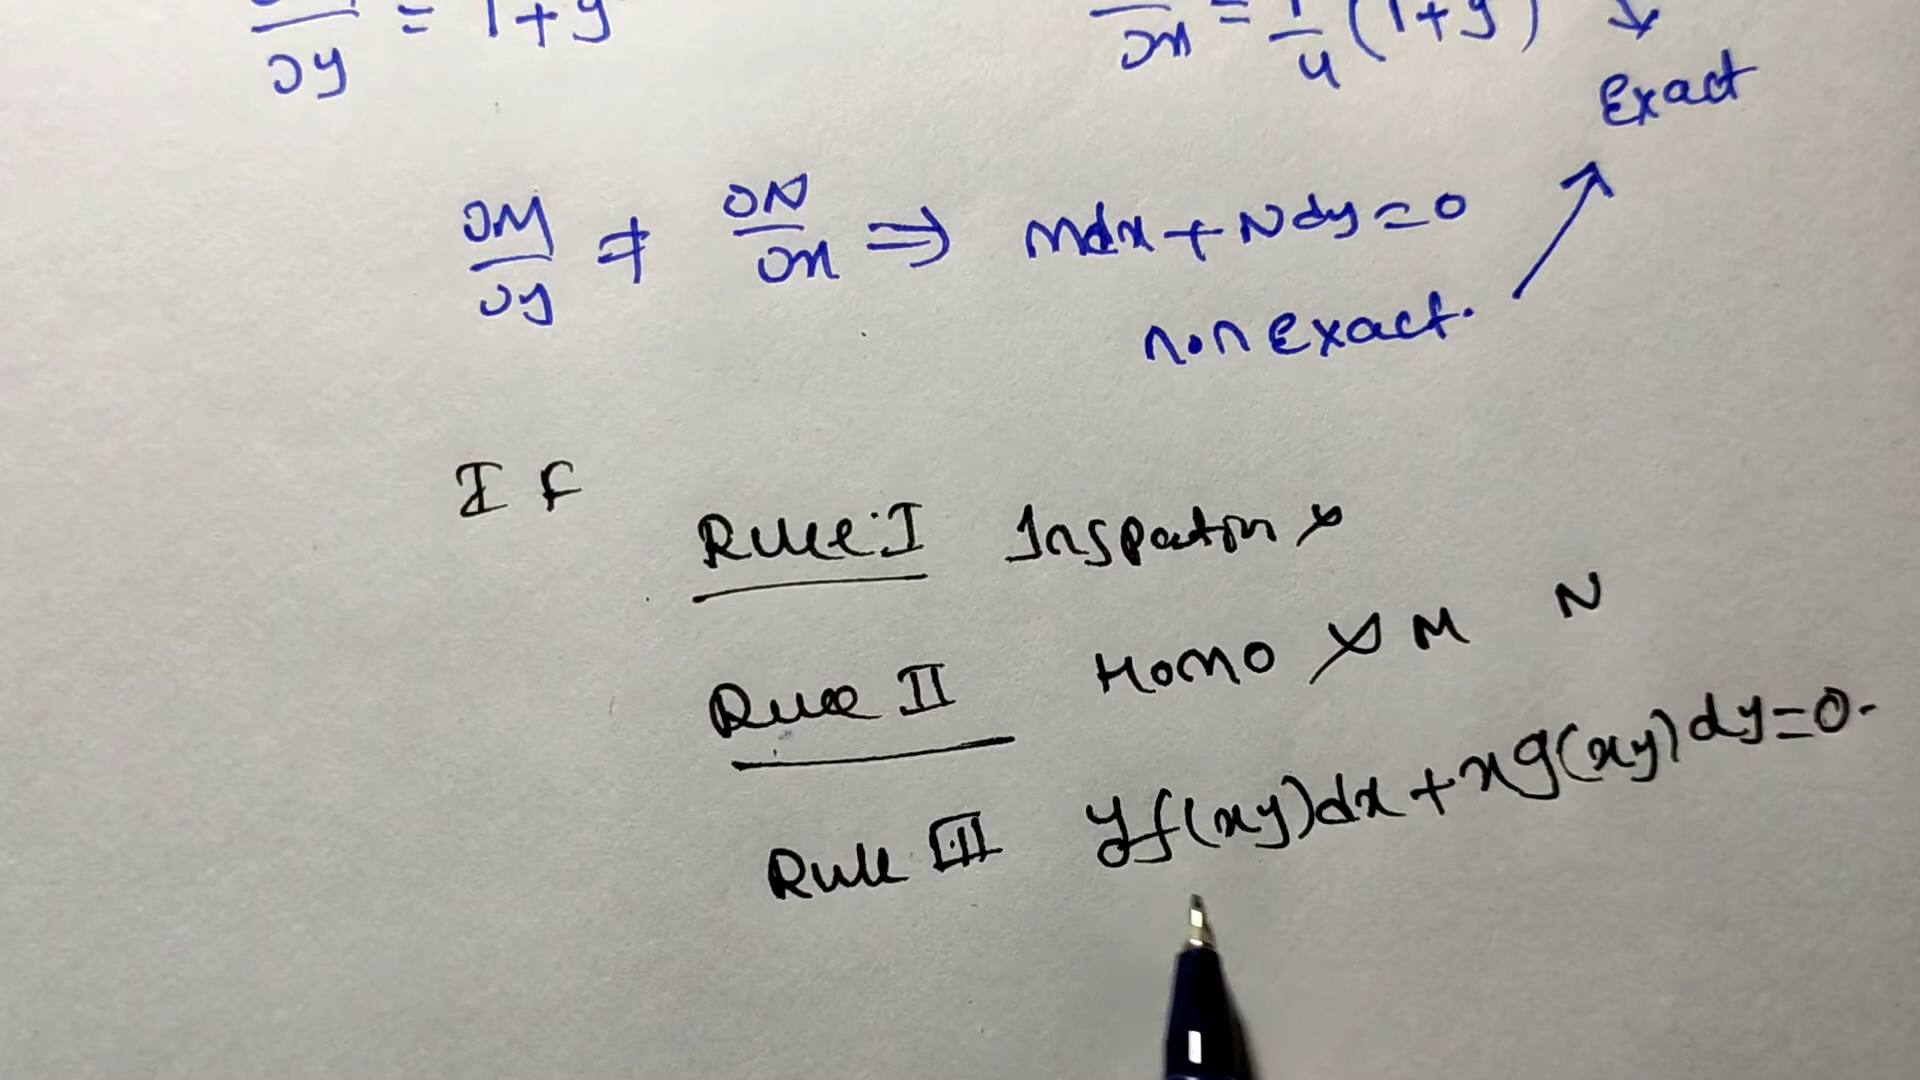 ∂y = 1+y
∂x = 1/4 (1+y) ↓
Exact
∂M/∂y ≠ ∂N/∂x ⇒ Mdx + Ndy = 0
non Exact.
I F
Rule:I Inspection ×
Rule II Homo × M N
Rule III yf(xy)dx + xg(xy)dy=0.